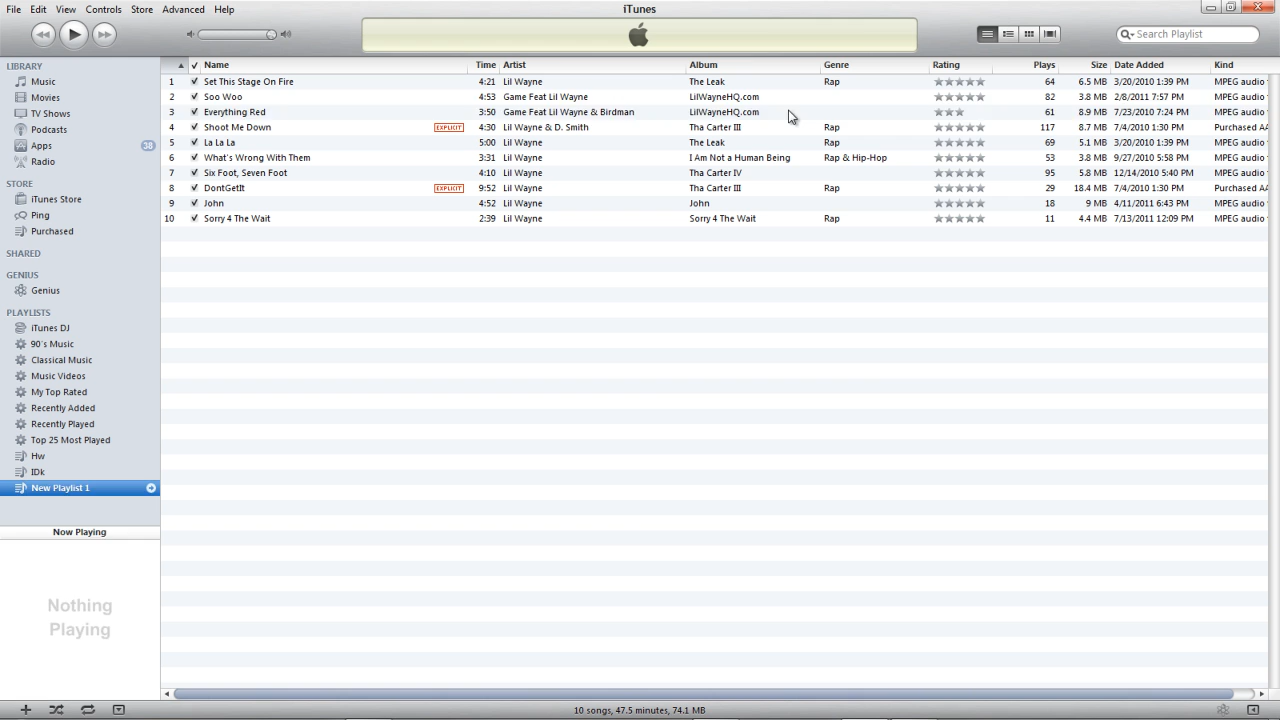 File Edit View Controls Store Advanced Help
iTunes
Search Playlist
LIBRARY
Music
Movies
TV Shows
Podcasts
Apps 38
Radio
STORE
iTunes Store
Ping
Purchased
SHARED
GENIUS
Genius
PLAYLISTS
iTunes DJ
90's Music
Classical Music
Music Videos
My Top Rated
Recently Added
Recently Played
Top 25 Most Played
Hw
IDk
New Playlist 1
Now Playing
Nothing
Playing
Name Time Artist Album Genre Rating Plays Size Date Added Kind
1 Set This Stage On Fire 4:21 Lil Wayne The Leak Rap 64 6.5 MB 3/20/2010 1:39 PM MPEG audio
2 Soo Woo 4:53 Game Feat Lil Wayne LilWayneHQ.com 82 3.8 MB 2/8/2011 7:57 PM MPEG audio
3 Everything Red 3:50 Game Feat Lil Wayne & Birdman LilWayneHQ.com 61 8.9 MB 7/23/2010 7:24 PM MPEG audio
4 Shoot Me Down EXPLICIT 4:30 Lil Wayne & D. Smith Tha Carter III Rap 117 8.7 MB 7/4/2010 1:30 PM Purchased AA
5 La La La 5:00 Lil Wayne The Leak Rap 69 5.1 MB 3/20/2010 1:39 PM MPEG audio
6 What's Wrong With Them 3:31 Lil Wayne I Am Not a Human Being Rap & Hip-Hop 53 3.8 MB 9/27/2010 5:58 PM MPEG audio
7 Six Foot, Seven Foot 4:10 Lil Wayne Tha Carter IV 95 5.8 MB 12/14/2010 5:40 PM MPEG audio
8 DontGetIt EXPLICIT 9:52 Lil Wayne Tha Carter III Rap 29 18.4 MB 7/4/2010 1:30 PM Purchased AA
9 John 4:52 Lil Wayne John 18 9 MB 4/11/2011 6:43 PM MPEG audio
10 Sorry 4 The Wait 2:39 Lil Wayne Sorry 4 The Wait Rap 11 4.4 MB 7/13/2011 12:09 PM MPEG audio
10 songs, 47.5 minutes, 74.1 MB